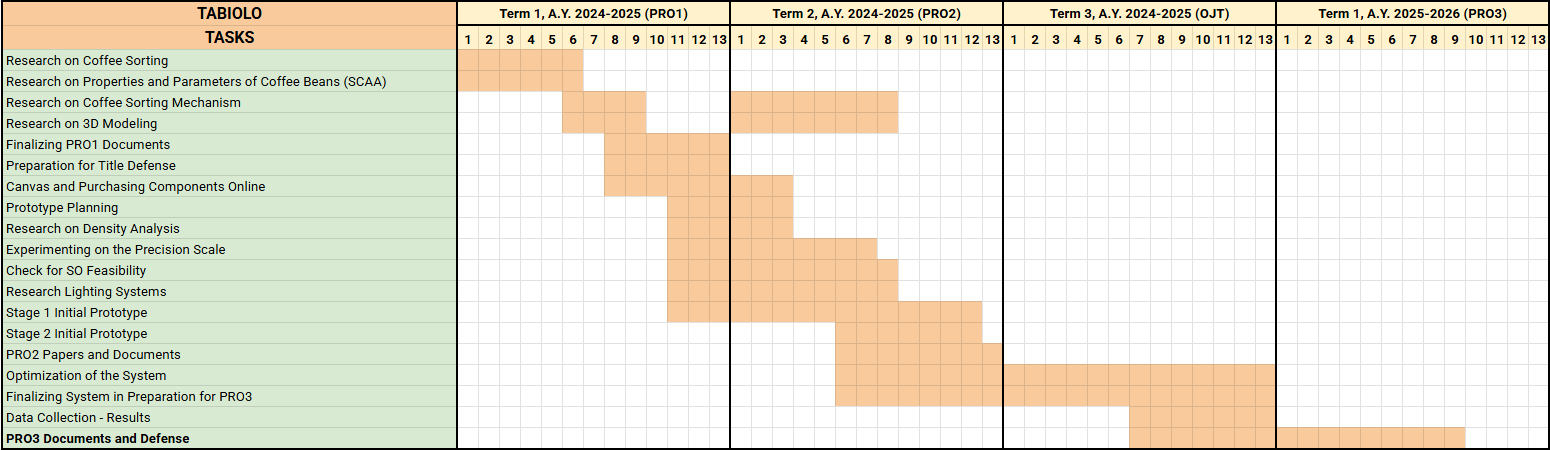 TABIOLO Term 1, A.Y. 2024-2025 (PRO1) Term 2, A.Y. 2024-2025 (PRO2) Term 3, A.Y. 2024-2025 (OJT) Term 1, A.Y. 2025-2026 (PRO3)
TASKS 1 2 3 4 5 6 7 8 9 10 11 12 13 1 2 3 4 5 6 7 8 9 10 11 12 13 1 2 3 4 5 6 7 8 9 10 11 12 13 1 2 3 4 5 6 7 8 9 10 11 12 13
Research on Coffee Sorting
Research on Properties and Parameters of Coffee Beans (SCAA)
Research on Coffee Sorting Mechanism
Research on 3D Modeling
Finalizing PRO1 Documents
Preparation for Title Defense
Canvas and Purchasing Components Online
Prototype Planning
Research on Density Analysis
Experimenting on the Precision Scale
Check for SO Feasibility
Research Lighting Systems
Stage 1 Initial Prototype
Stage 2 Initial Prototype
PRO2 Papers and Documents
Optimization of the System
Finalizing System in Preparation for PRO3
Data Collection - Results
PRO3 Documents and Defense